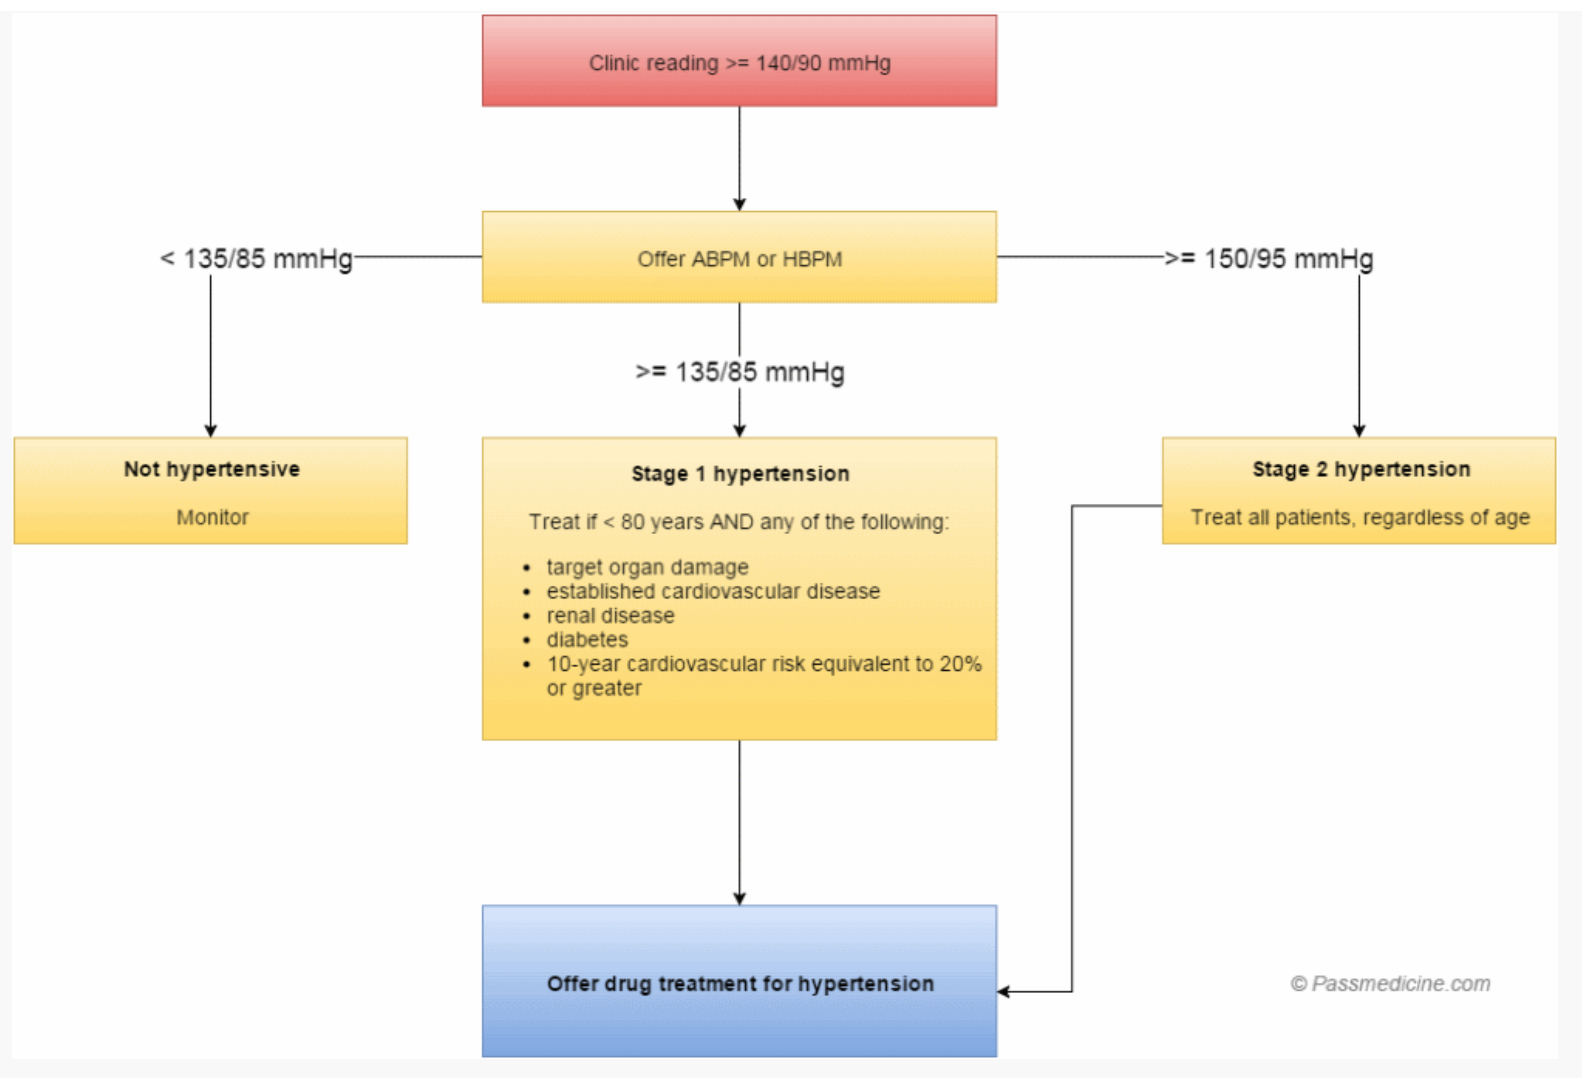 Clinic reading >= 140/90 mmHg
Offer ABPM or HBPM
< 135/85 mmHg
>= 150/95 mmHg
>= 135/85 mmHg
Not hypertensive
Monitor
Stage 1 hypertension
Treat if < 80 years AND any of the following:
• target organ damage
• established cardiovascular disease
• renal disease
• diabetes
• 10-year cardiovascular risk equivalent to 20%
or greater
Stage 2 hypertension
Treat all patients, regardless of age
Offer drug treatment for hypertension
© Passmedicine.com